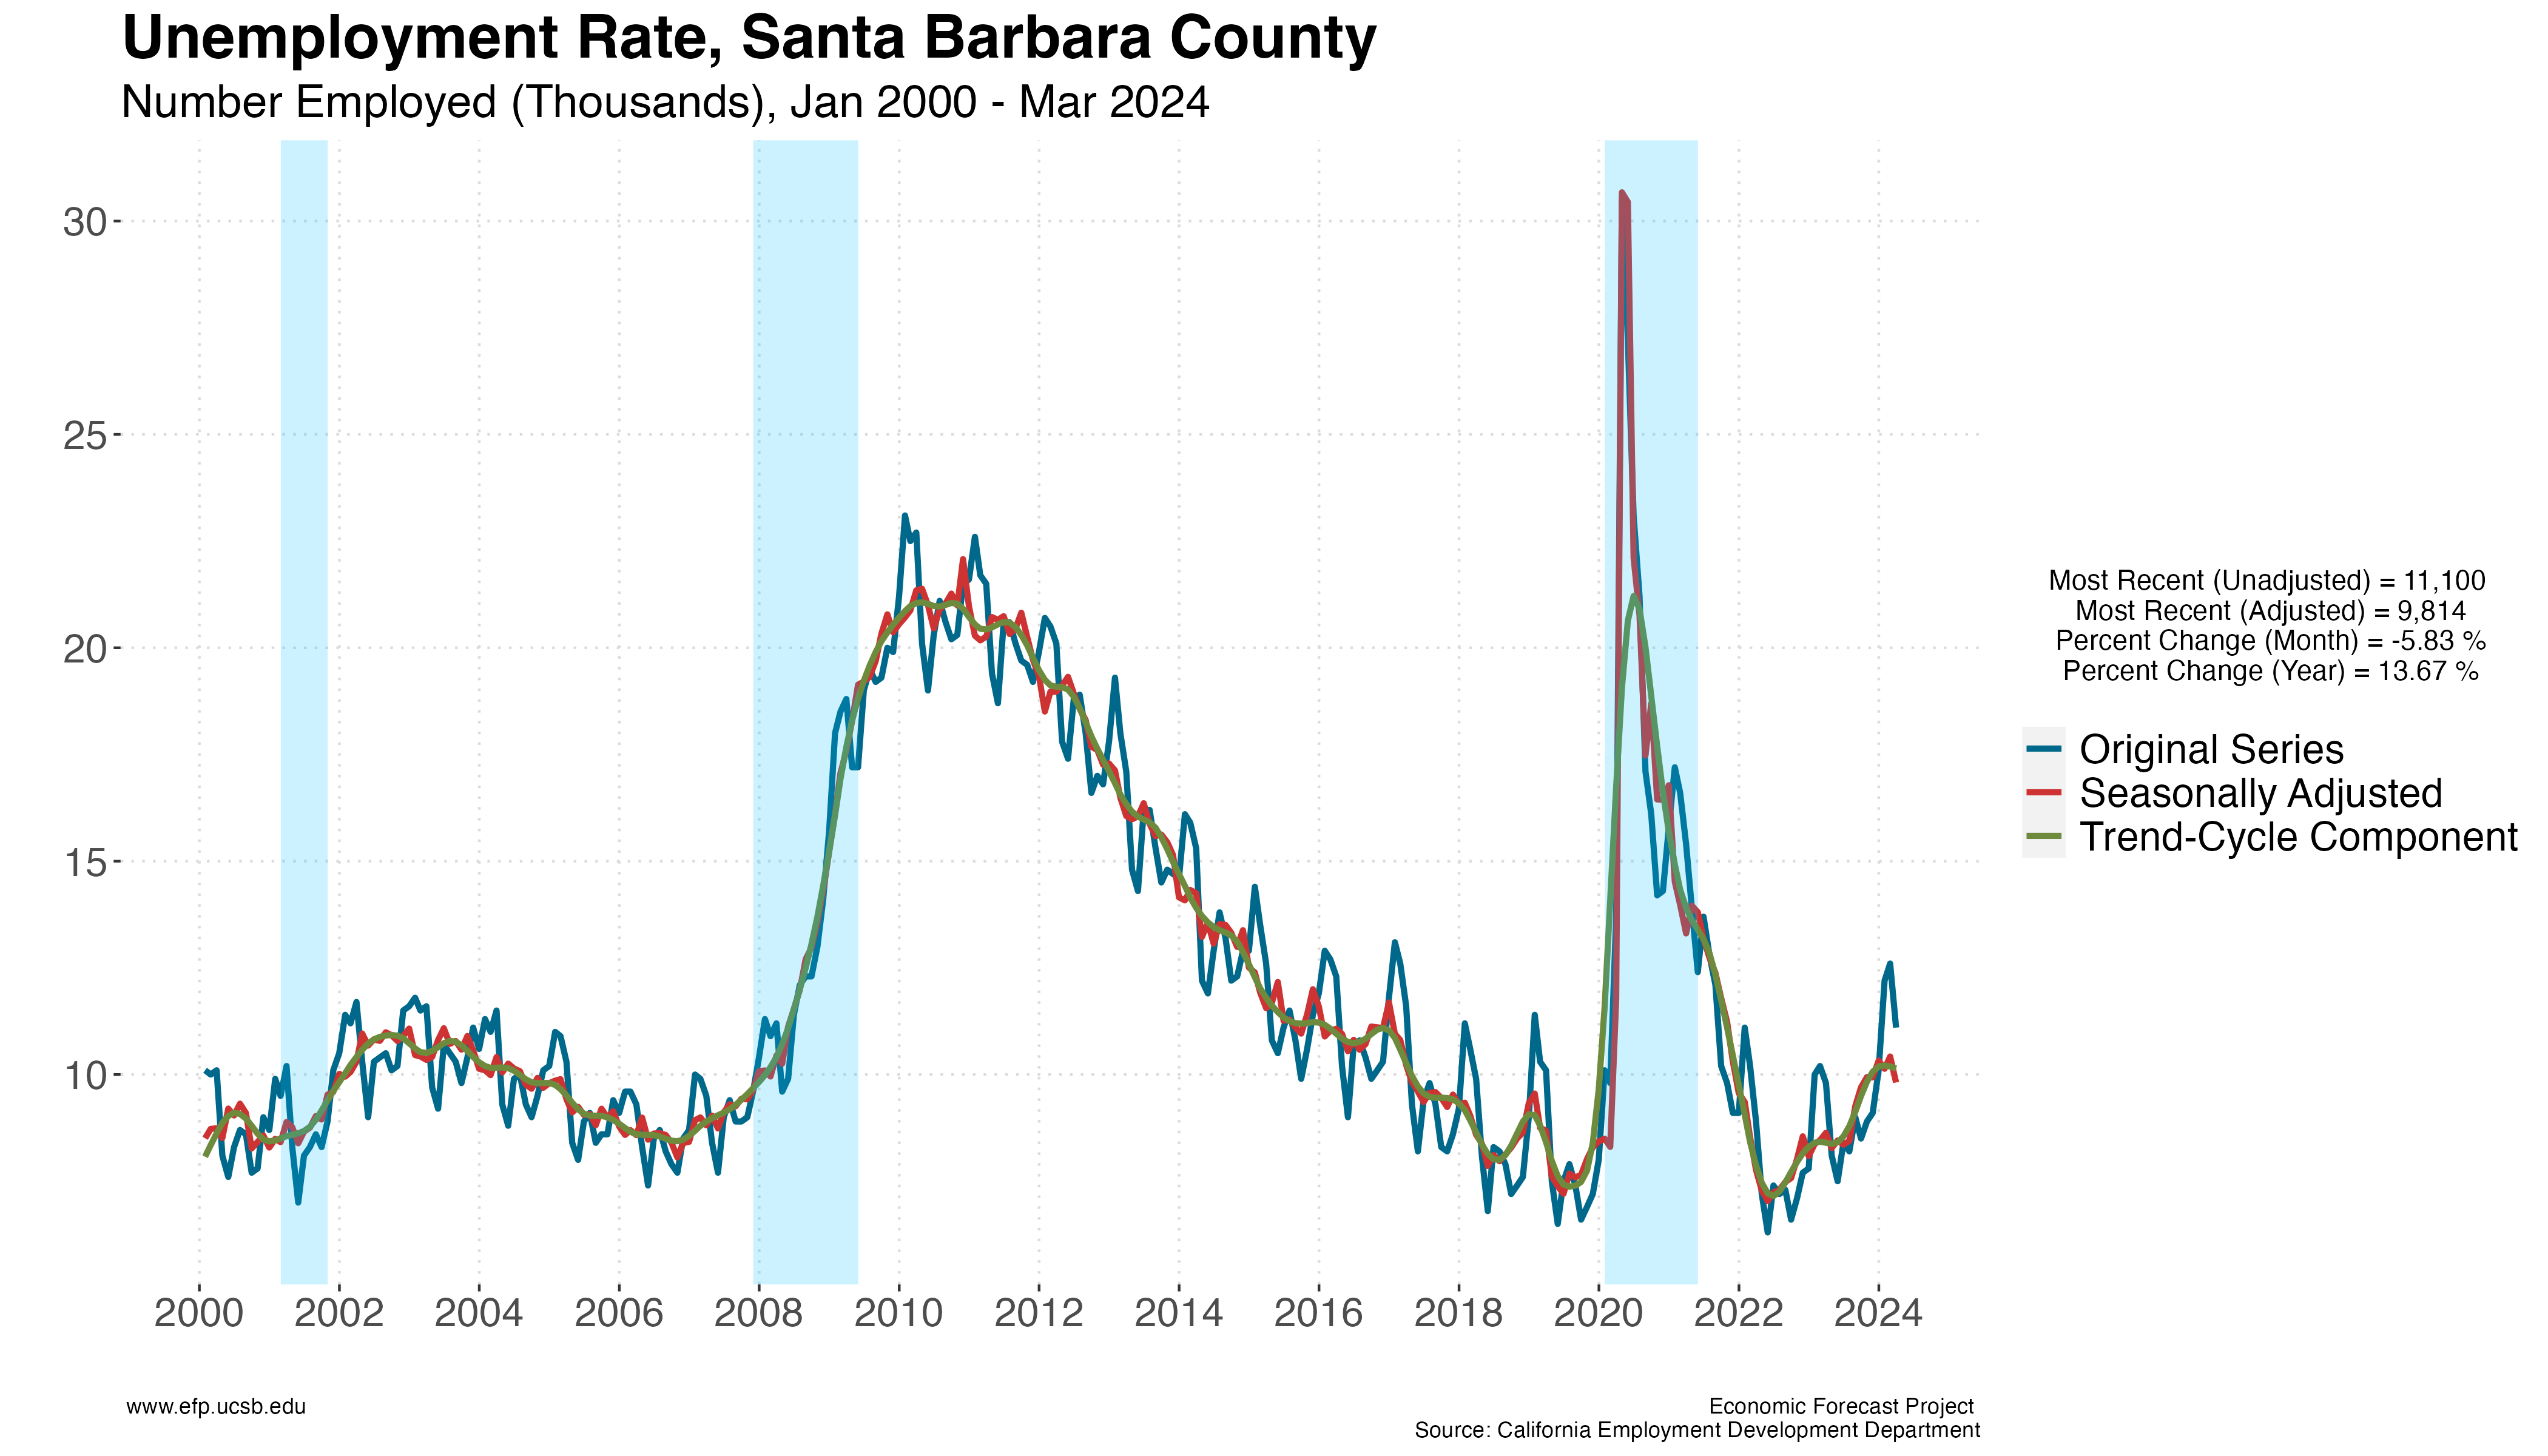 Unemployment Rate, Santa Barbara County
Number Employed (Thousands), Jan 2000 - Mar 2024
30
25
20
15
10
2000 2002 2004 2006 2008 2010 2012 2014 2016 2018 2020 2022 2024
Most Recent (Unadjusted) = 11,100
Most Recent (Adjusted) = 9,814
Percent Change (Month) = -5.83 %
Percent Change (Year) = 13.67 %
Original Series
Seasonally Adjusted
Trend-Cycle Component
www.efp.ucsb.edu
Economic Forecast Project
Source: California Employment Development Department